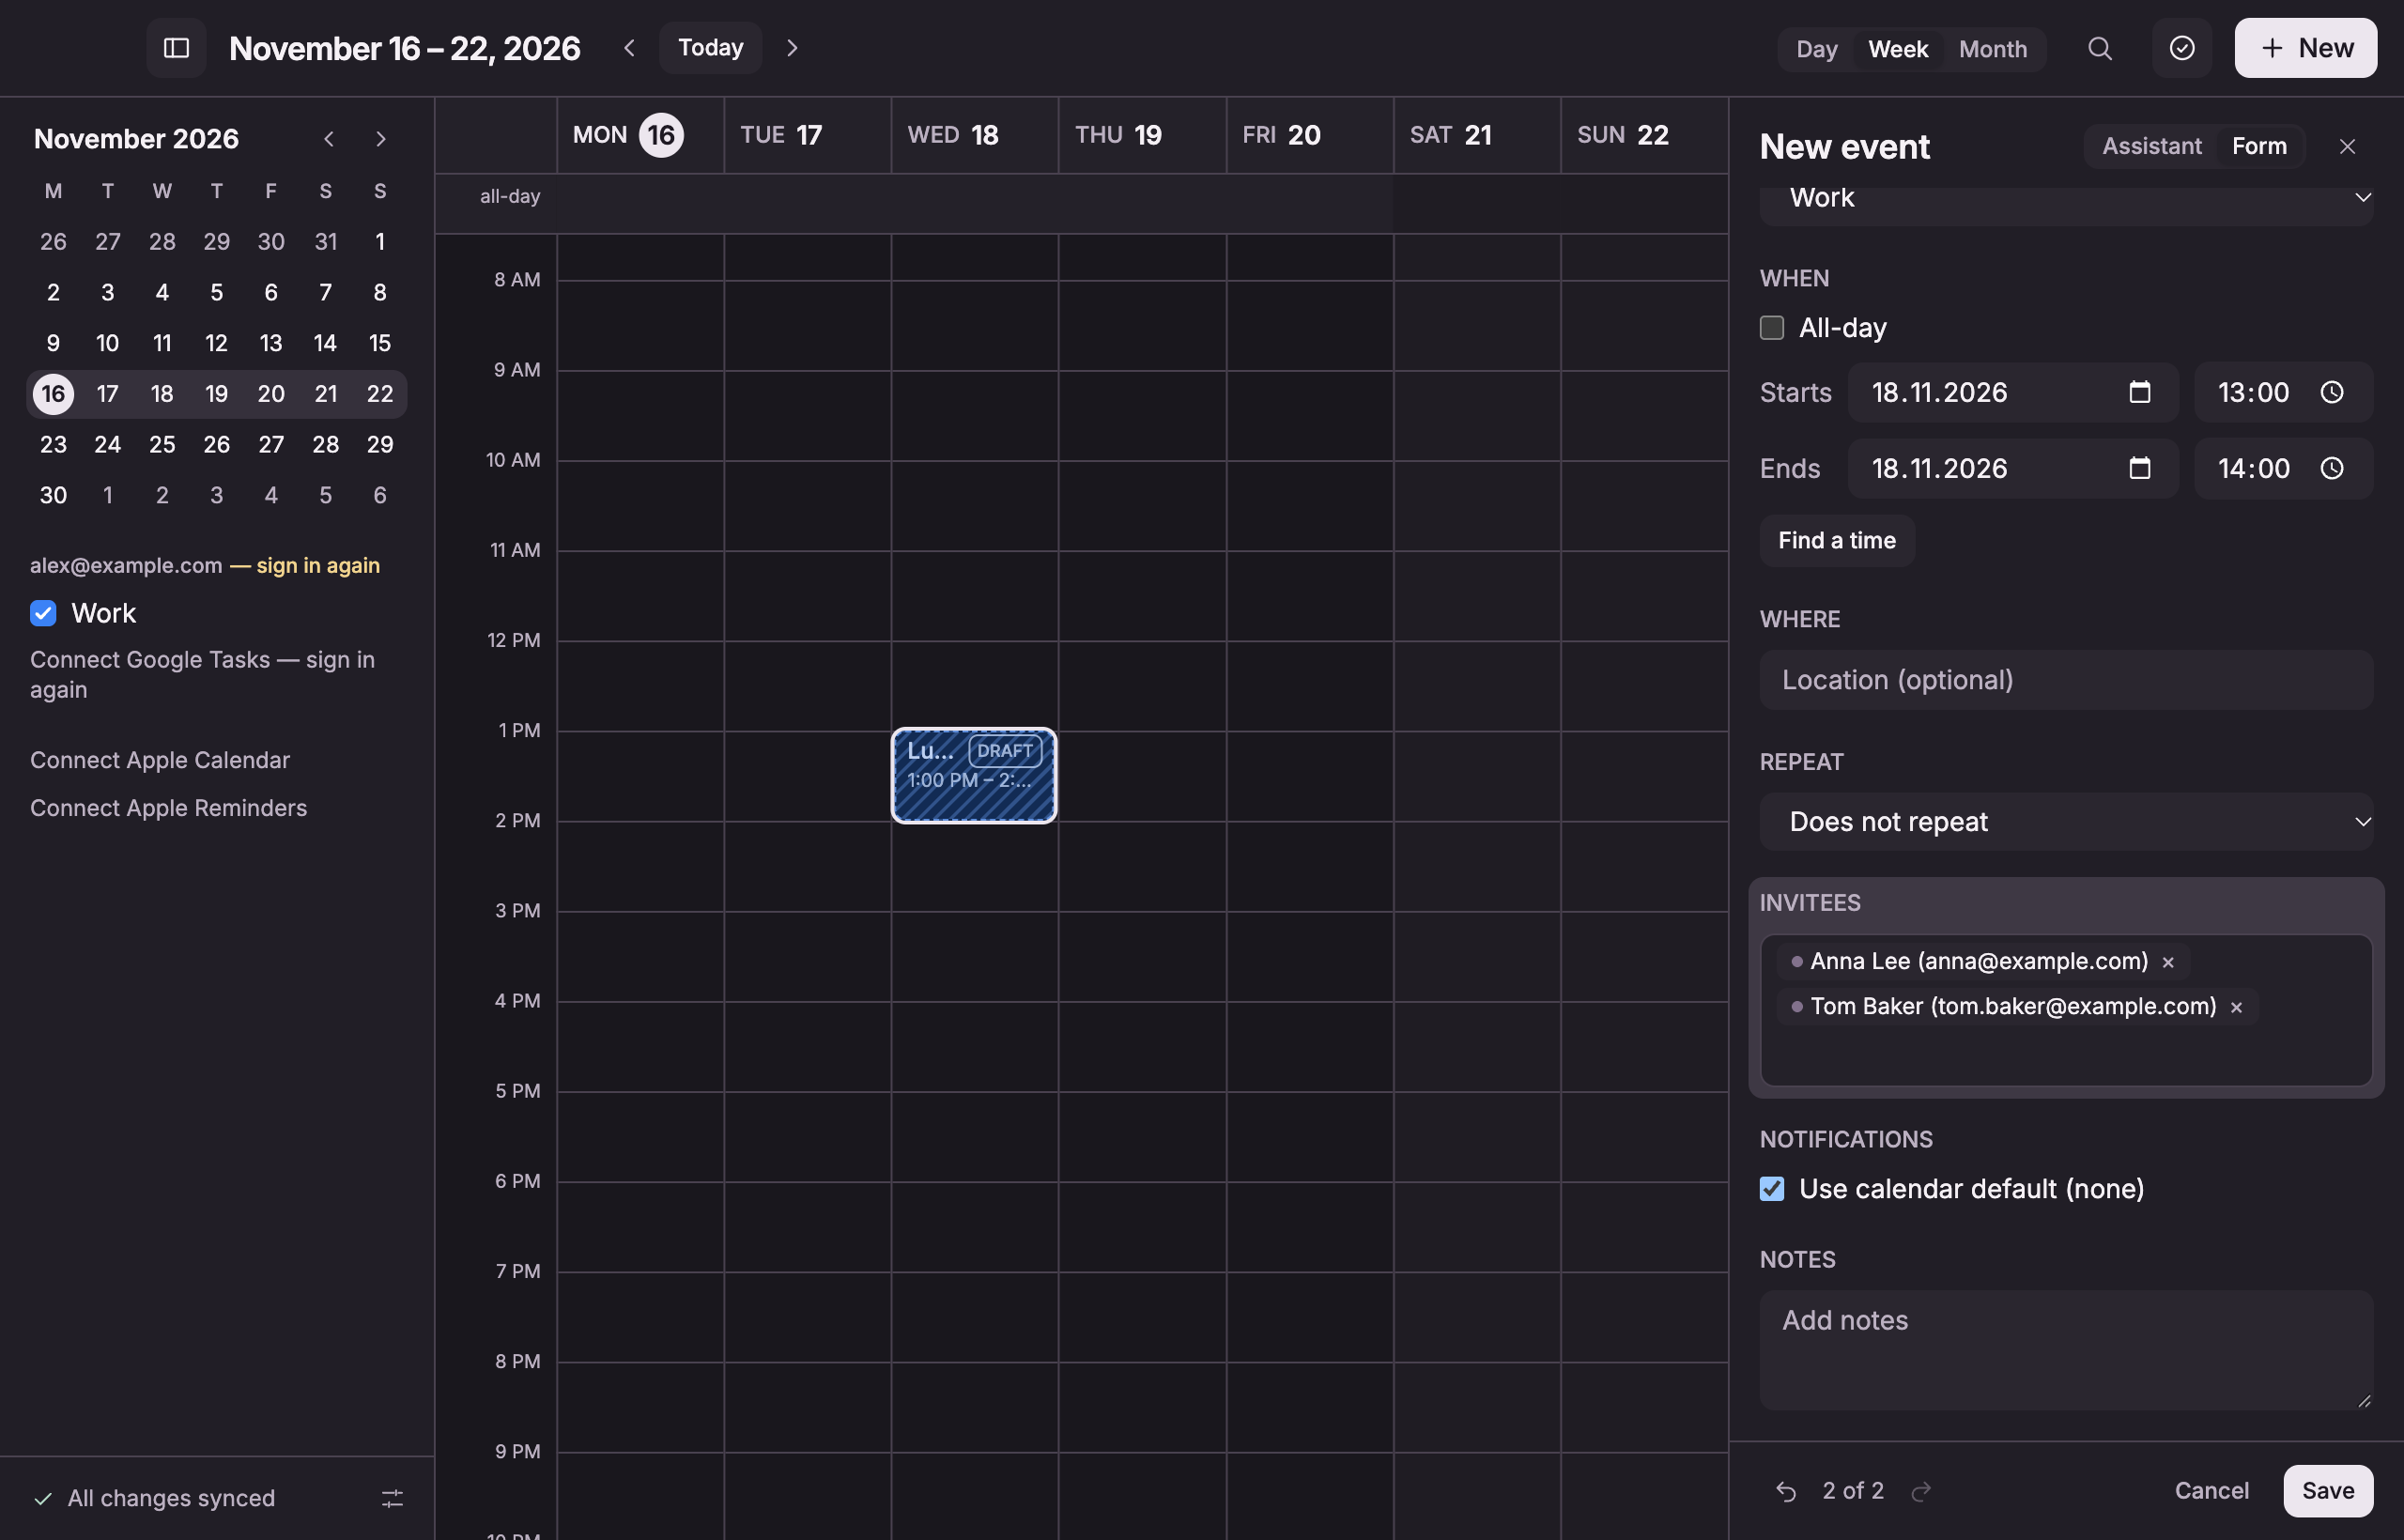 November 16 – 22, 2026
Today
Day Week Month
New
November 2026
M T W T F S S
26 27 28 29 30 31 1
2 3 4 5 6 7 8
9 10 11 12 13 14 15
16 17 18 19 20 21 22
23 24 25 26 27 28 29
30 1 2 3 4 5 6
alex@example.com — sign in again
Work
Connect Google Tasks — sign in
again
Connect Apple Calendar
Connect Apple Reminders
All changes synced
MON 16 TUE 17 WED 18 THU 19 FRI 20 SAT 21 SUN 22
all-day
8 AM
9 AM
10 AM
11 AM
12 PM
1 PM
2 PM
3 PM
4 PM
5 PM
6 PM
7 PM
8 PM
9 PM
10 PM
Lu... DRAFT
1:00 PM – 2:...
New event
Assistant Form
Work
WHEN
All-day
Starts 18.11.2026 13:00
Ends 18.11.2026 14:00
Find a time
WHERE
Location (optional)
REPEAT
Does not repeat
INVITEES
Anna Lee (anna@example.com) ×
Tom Baker (tom.baker@example.com) ×
NOTIFICATIONS
Use calendar default (none)
NOTES
Add notes
2 of 2
Cancel Save